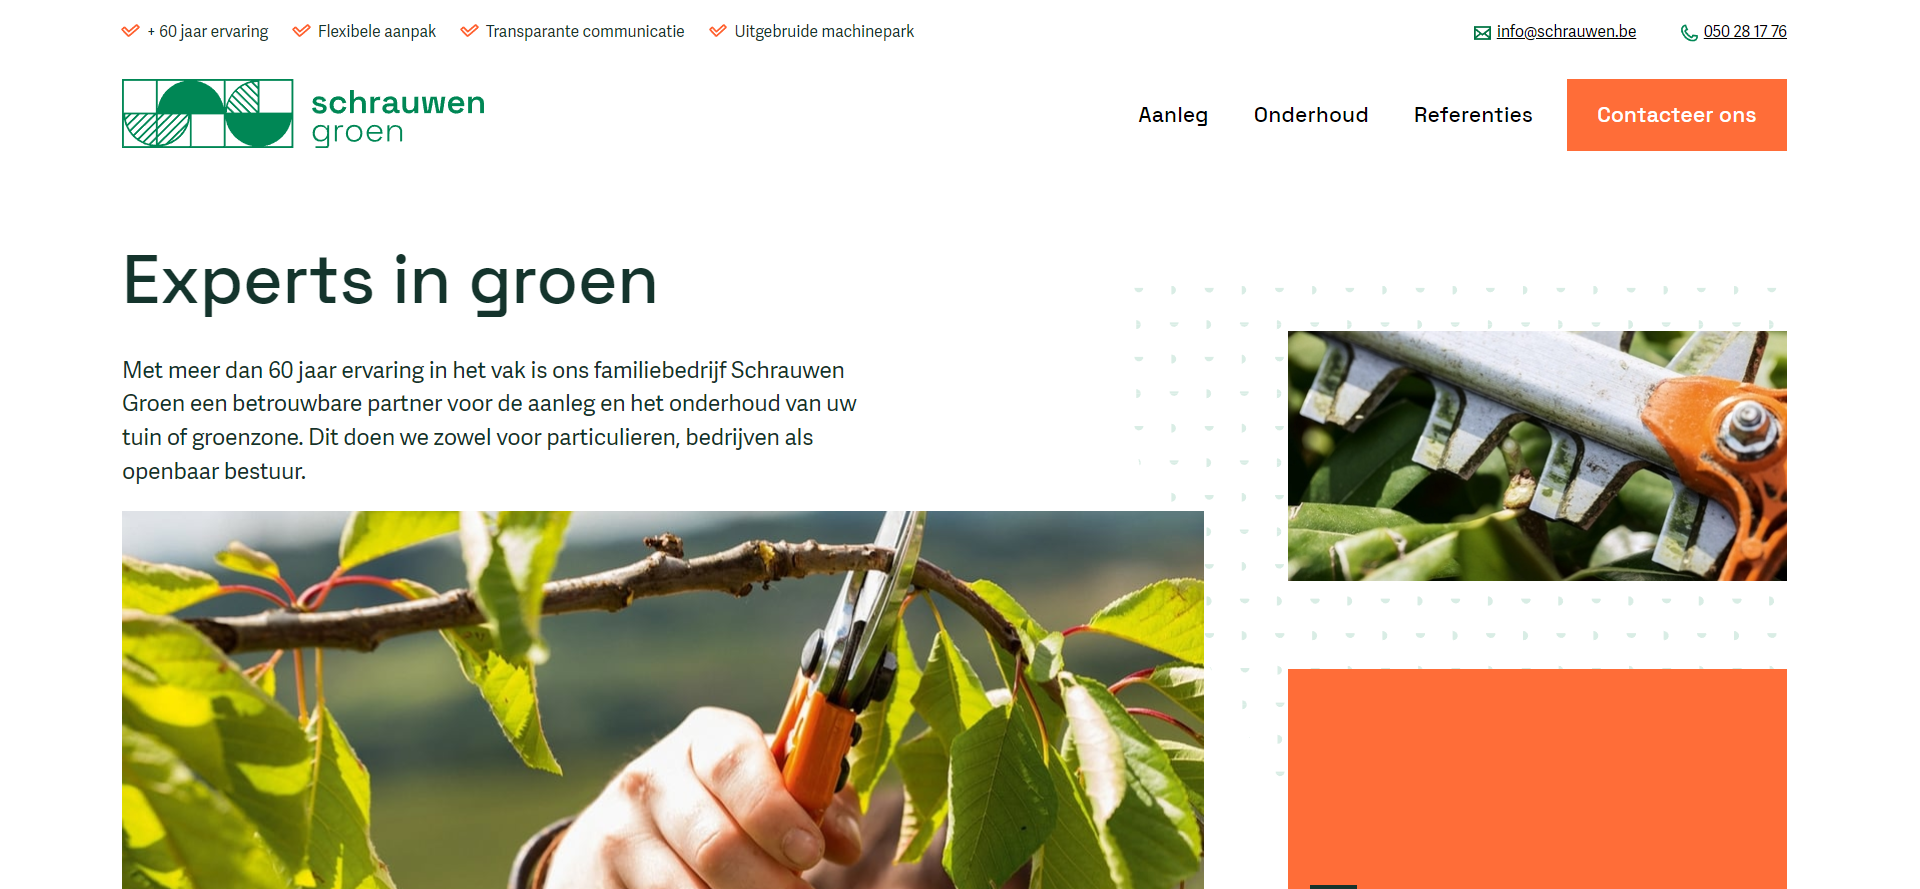 + 60 jaar ervaring
Flexibele aanpak
Transparante communicatie
Uitgebruide machinepark
info@schrauwen.be
050 28 17 76
schrauwen
groen
Aanleg
Onderhoud
Referenties
Contacteer ons
Experts in groen
Met meer dan 60 jaar ervaring in het vak is ons familiebedrijf Schrauwen
Groen een betrouwbare partner voor de aanleg en het onderhoud van uw
tuin of groenzone. Dit doen we zowel voor particulieren, bedrijven als
openbaar bestuur.